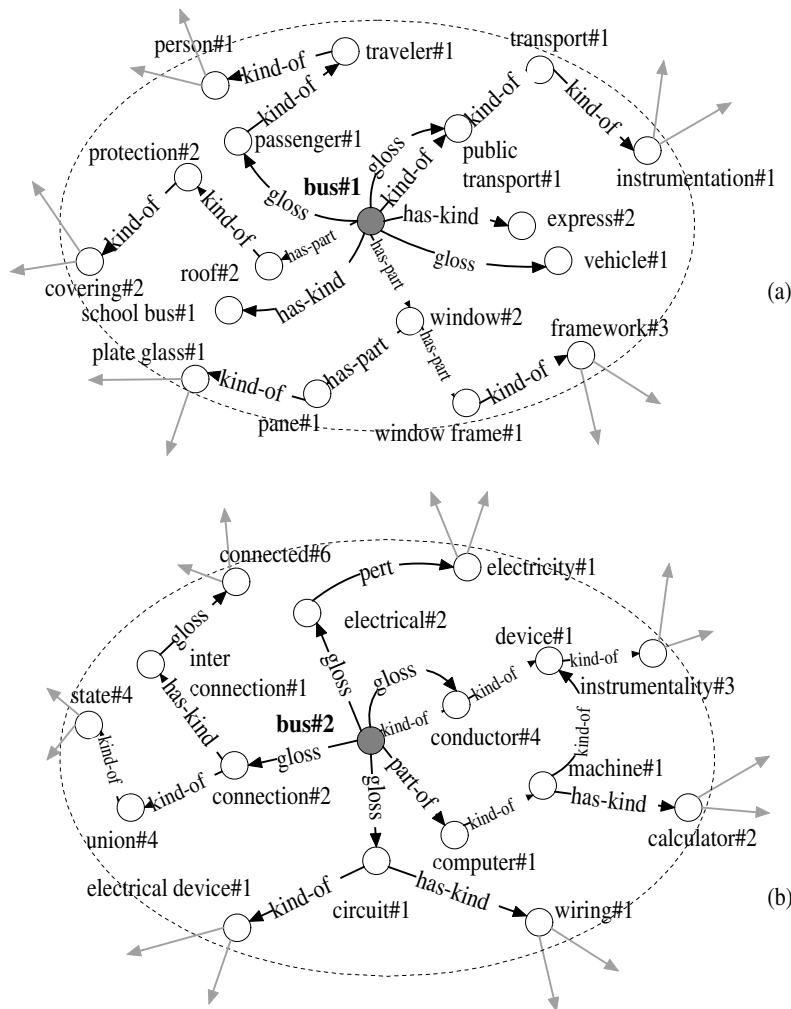 person#1
traveler#1
transport#1
kind-of
kind-of
kind-of
kind-of
passenger#1
protection#2
gloss
public
transport#1
bus#1
kind-of
instrumentation#1
gloss
has-kind
express#2
kind-of
kind-of
has-part
has-part
gloss
vehicle#1
covering#2
roof#2
school bus#1
has-kind
(a)
window#2
framework#3
plate glass#1
has-part
has-part
kind-of
kind-of
pane#1
window frame#1
connected#6
pert
electricity#1
electrical#2
gloss
inter
connection#1
gloss
gloss
device#1
kind-of
instrumentality#3
state#4
has-kind
bus#2
kind-of
kind-of
conductor#4
kind-of
gloss
kind-of
kind-of
connection#2
gloss
part-of
machine#1
has-kind
union#4
kind-of
computer#1
calculator#2
electrical device#1
kind-of
circuit#1
has-kind
wiring#1
(b)